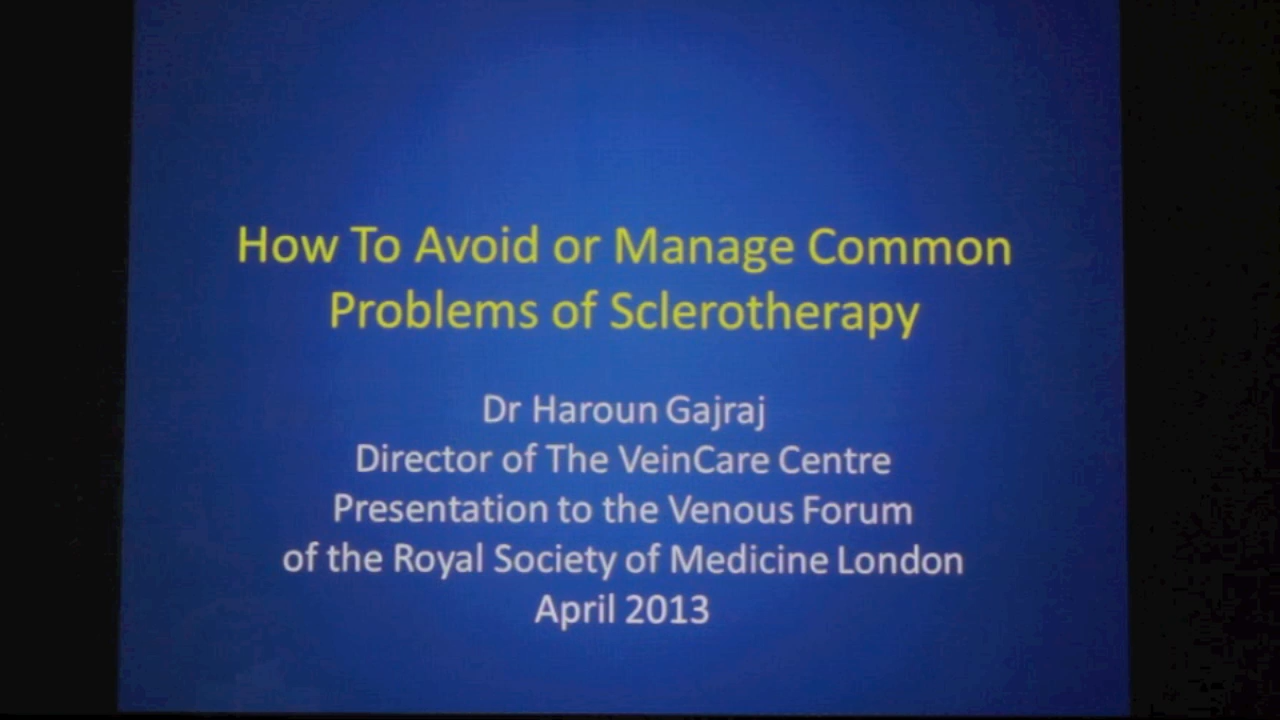 How To Avoid or Manage Common
Problems of Sclerotherapy
Dr Haroun Gajraj
Director of The VeinCare Centre
Presentation to the Venous Forum
of the Royal Society of Medicine London
April 2013